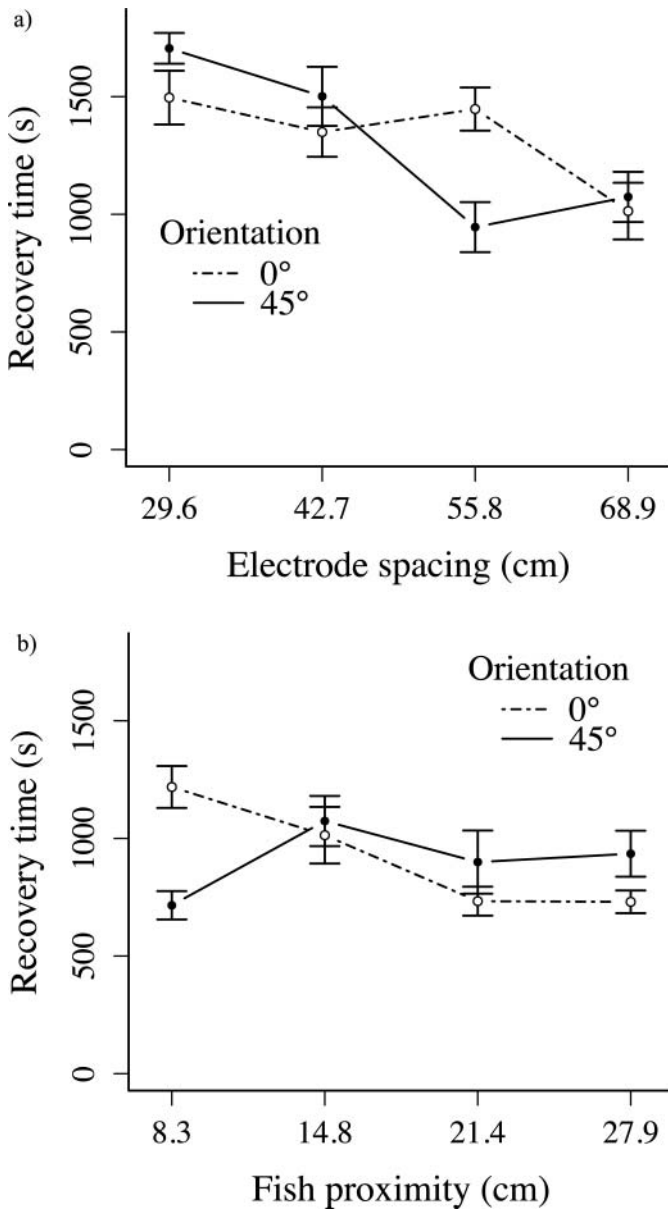 a)
Recovery time (s)
1500
1000
500
0
Orientation
0°
45°
29.6 42.7 55.8 68.9
Electrode spacing (cm)
b)
Recovery time (s)
1500
1000
500
0
Orientation
0°
45°
8.3 14.8 21.4 27.9
Fish proximity (cm)